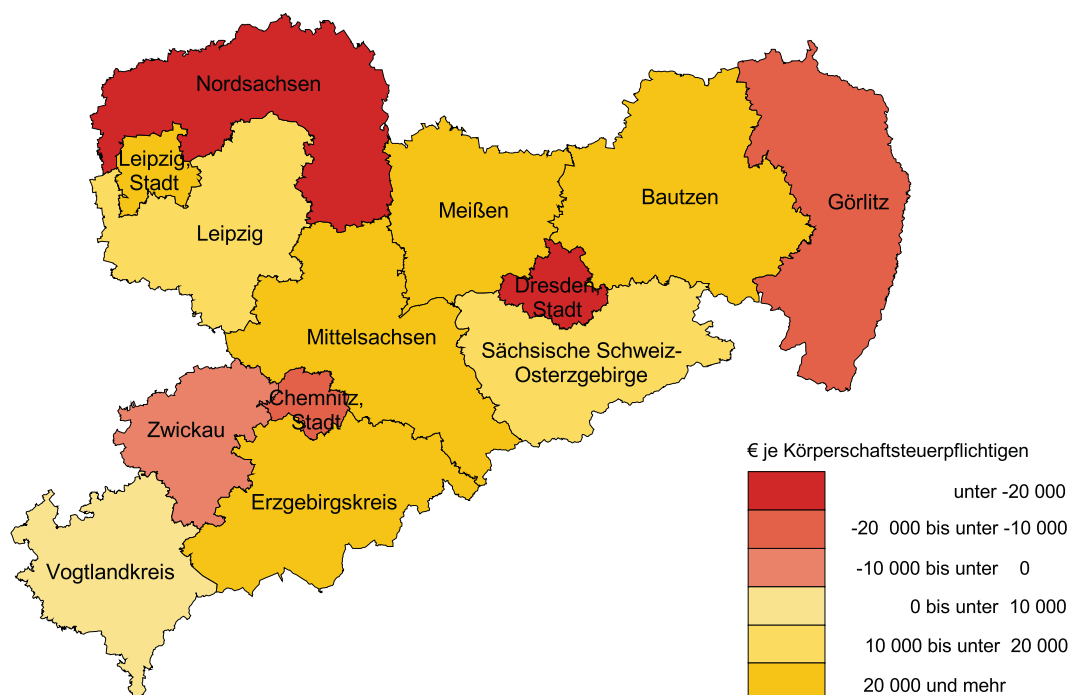 Nordsachsen
Leipzig
Stadt
Leipzig
Meißen
Bautzen
Görlitz
Dresden,
Stadt
Mittelsachsen
Sächsische Schweiz-
Osterzgebirge
Chemnitz,
Stadt
Zwickau
Erzgebirgskreis
Vogtlandkreis
€ je Körperschaftsteuerpflichtigen
unter -20 000
-20 000 bis unter -10 000
-10 000 bis unter 0
0 bis unter 10 000
10 000 bis unter 20 000
20 000 und mehr